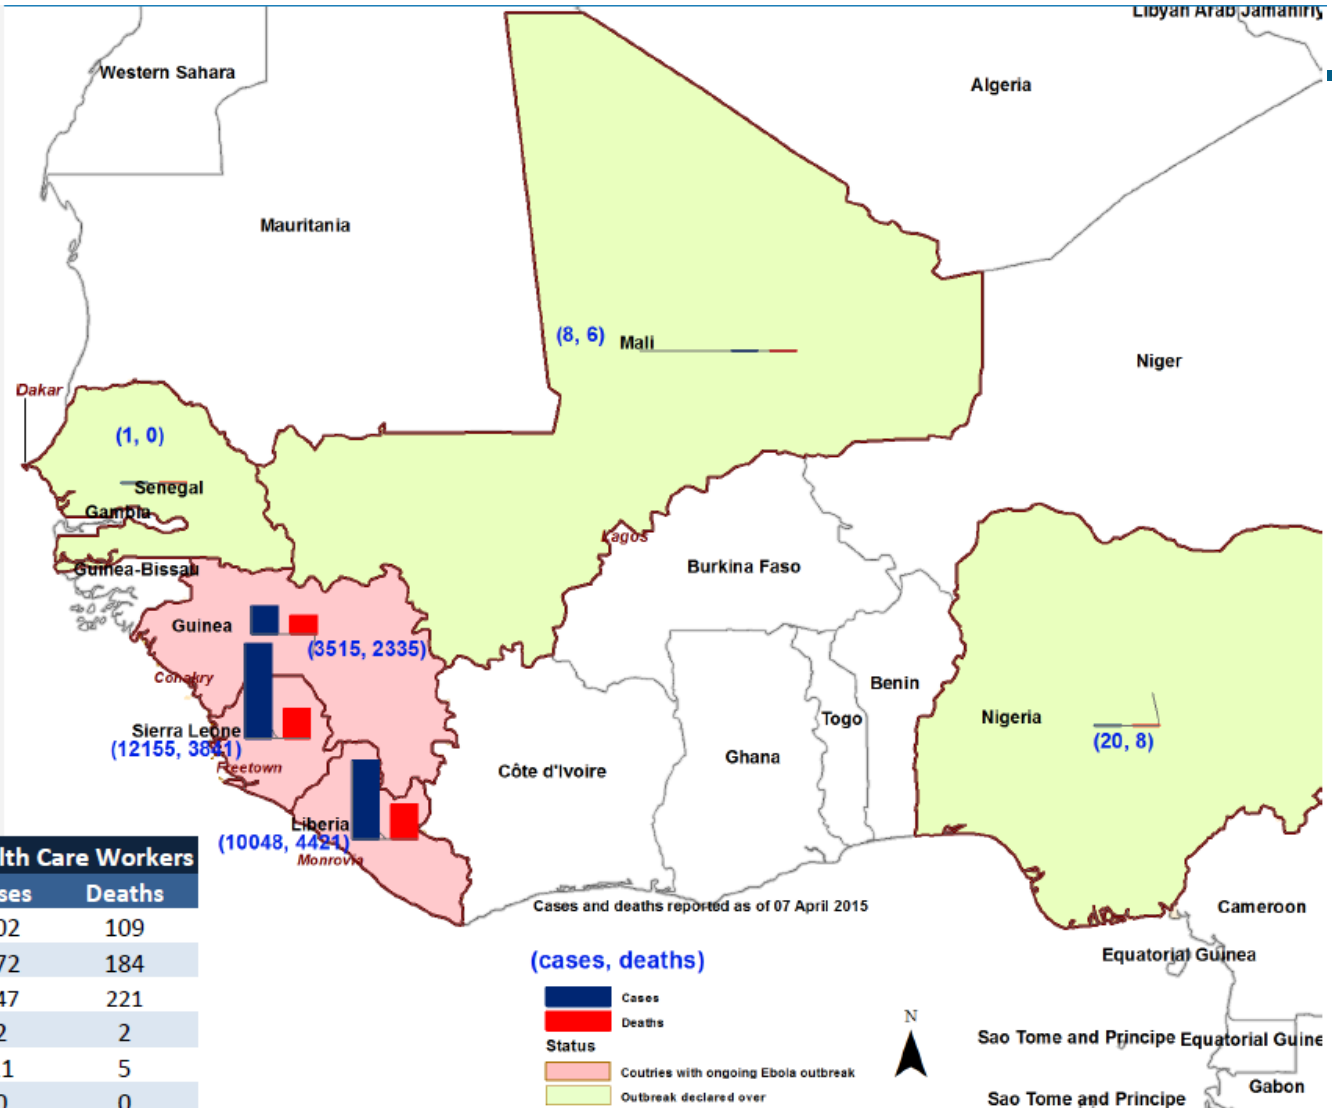 Libyan Arab Jamahiriy
Western Sahara
Algeria
Mauritania
(8, 6)
Mali
Niger
Dakar
(1, 0)
Senegal
Gambia
Lagos
Guinea-Bissau
Burkina Faso
Guinea
(3515, 2335)
Conakry
Benin
Sierra Leone
(12155, 3841)
Togo
Nigeria
(20, 8)
Freetown
Ghana
Côte d'Ivoire
Liberia
(10048, 4421)
Monrovia
lth Care Workers
ses Deaths
02 109
72 184
47 221
2 2
1 5
0 0
Cases and deaths reported as of 07 April 2015
Cameroon
Equatorial Guinea
(cases, deaths)
Cases
Deaths
Status
Coutries with ongoing Ebola outbreak
Outbreak declared over
N
Sao Tome and Principe
Equatorial Guine
Gabon
Sao Tome and Principe